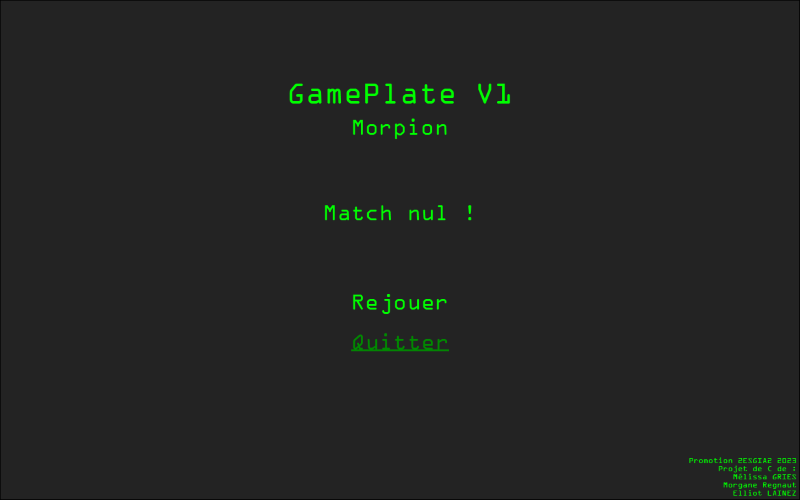 GamePlate V1
Morpion
Match nul !
Rejouer
Quitter
Promotion 2ESGIA2 2023
Projet de C de :
Mélissa GRIES
Morgane Regnaut
Elliot LAINEZ